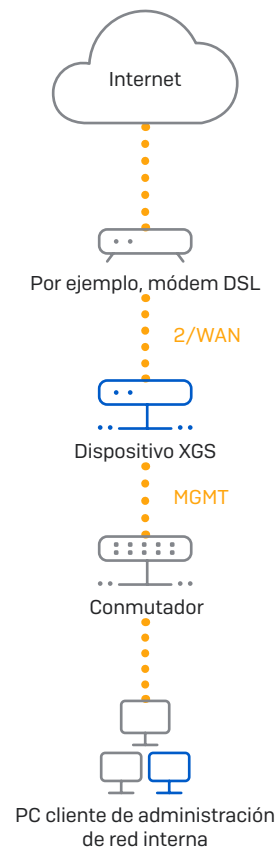 Internet
Por ejemplo, módem DSL
2/WAN
Dispositivo XGS
MGMT
Conmutador
PC cliente de administración
de red interna